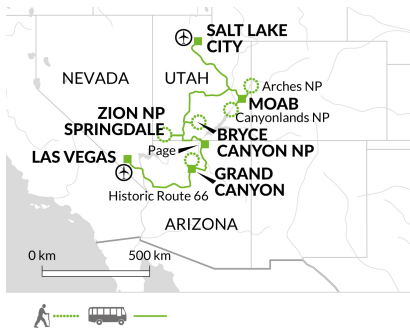 SALT LAKE
CITY
NEVADA
UTAH
Arches NP
MOAB
Canyonlands NP
ZION NP
SPRINGDALE
BRYCE
CANYON NP
Page
LAS VEGAS
GRAND
CANYON
Historic Route 66
ARIZONA
0 km
500 km